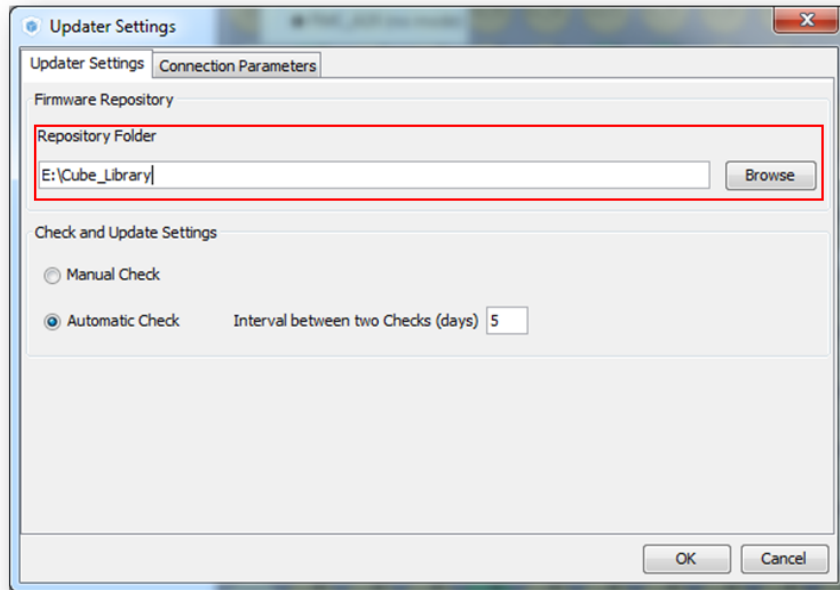 Updater Settings
Updater Settings Connection Parameters
Firmware Repository
Repository Folder
E:\Cube_Library
Browse
Check and Update Settings
Manual Check
Automatic Check Interval between two Checks (days) 5
OK Cancel